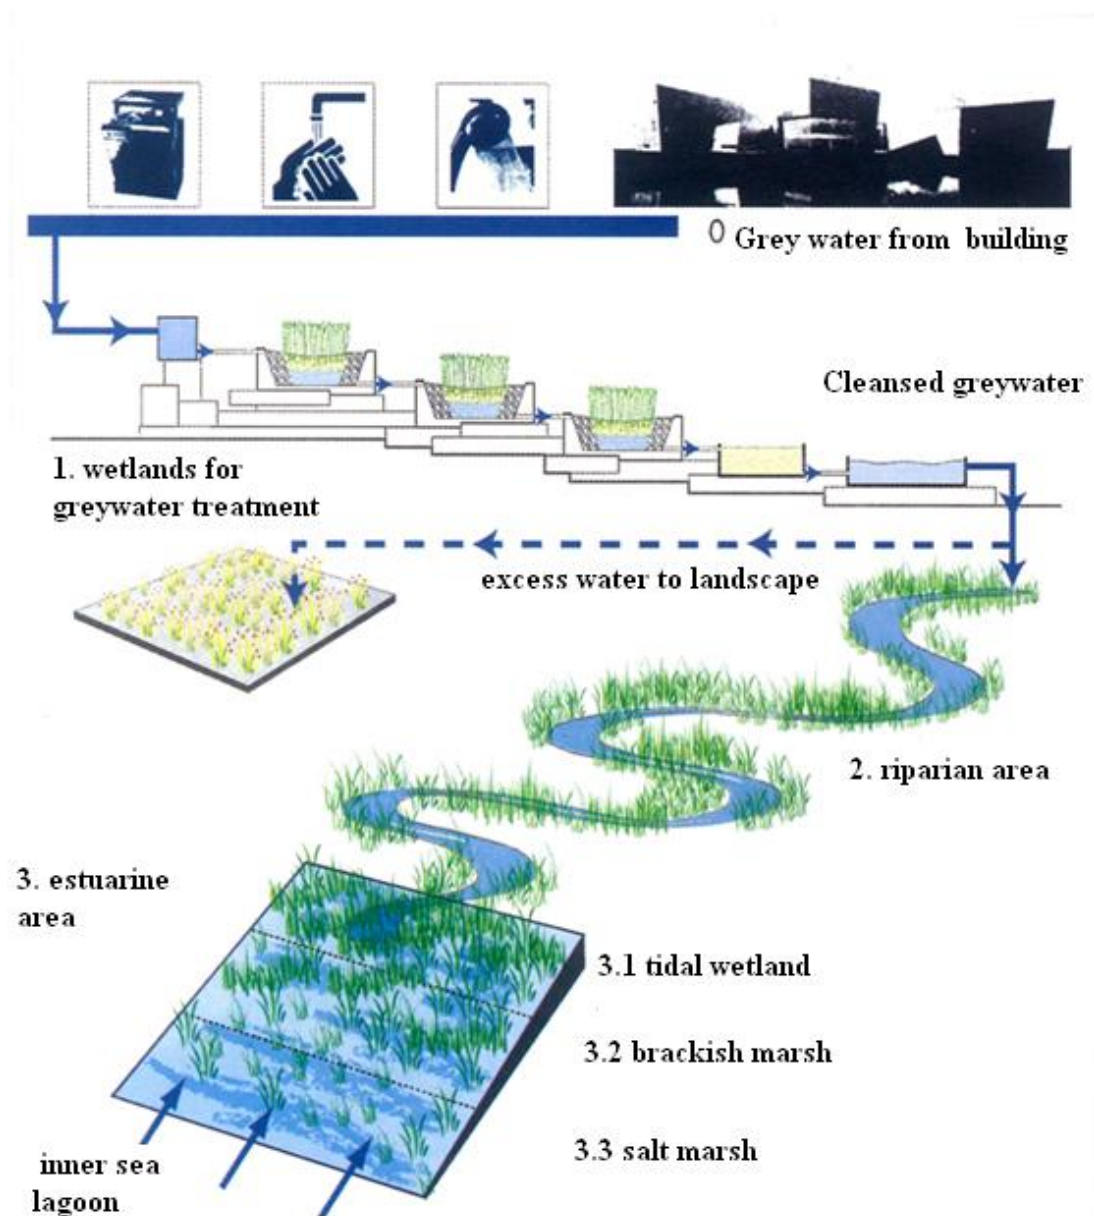 0 Grey water from building
Cleansed greywater
1. wetlands for
greywater treatment
excess water to landscape
2. riparian area
3. estuarine
area
3.1 tidal wetland
3.2 brackish marsh
3.3 salt marsh
inner sea
lagoon